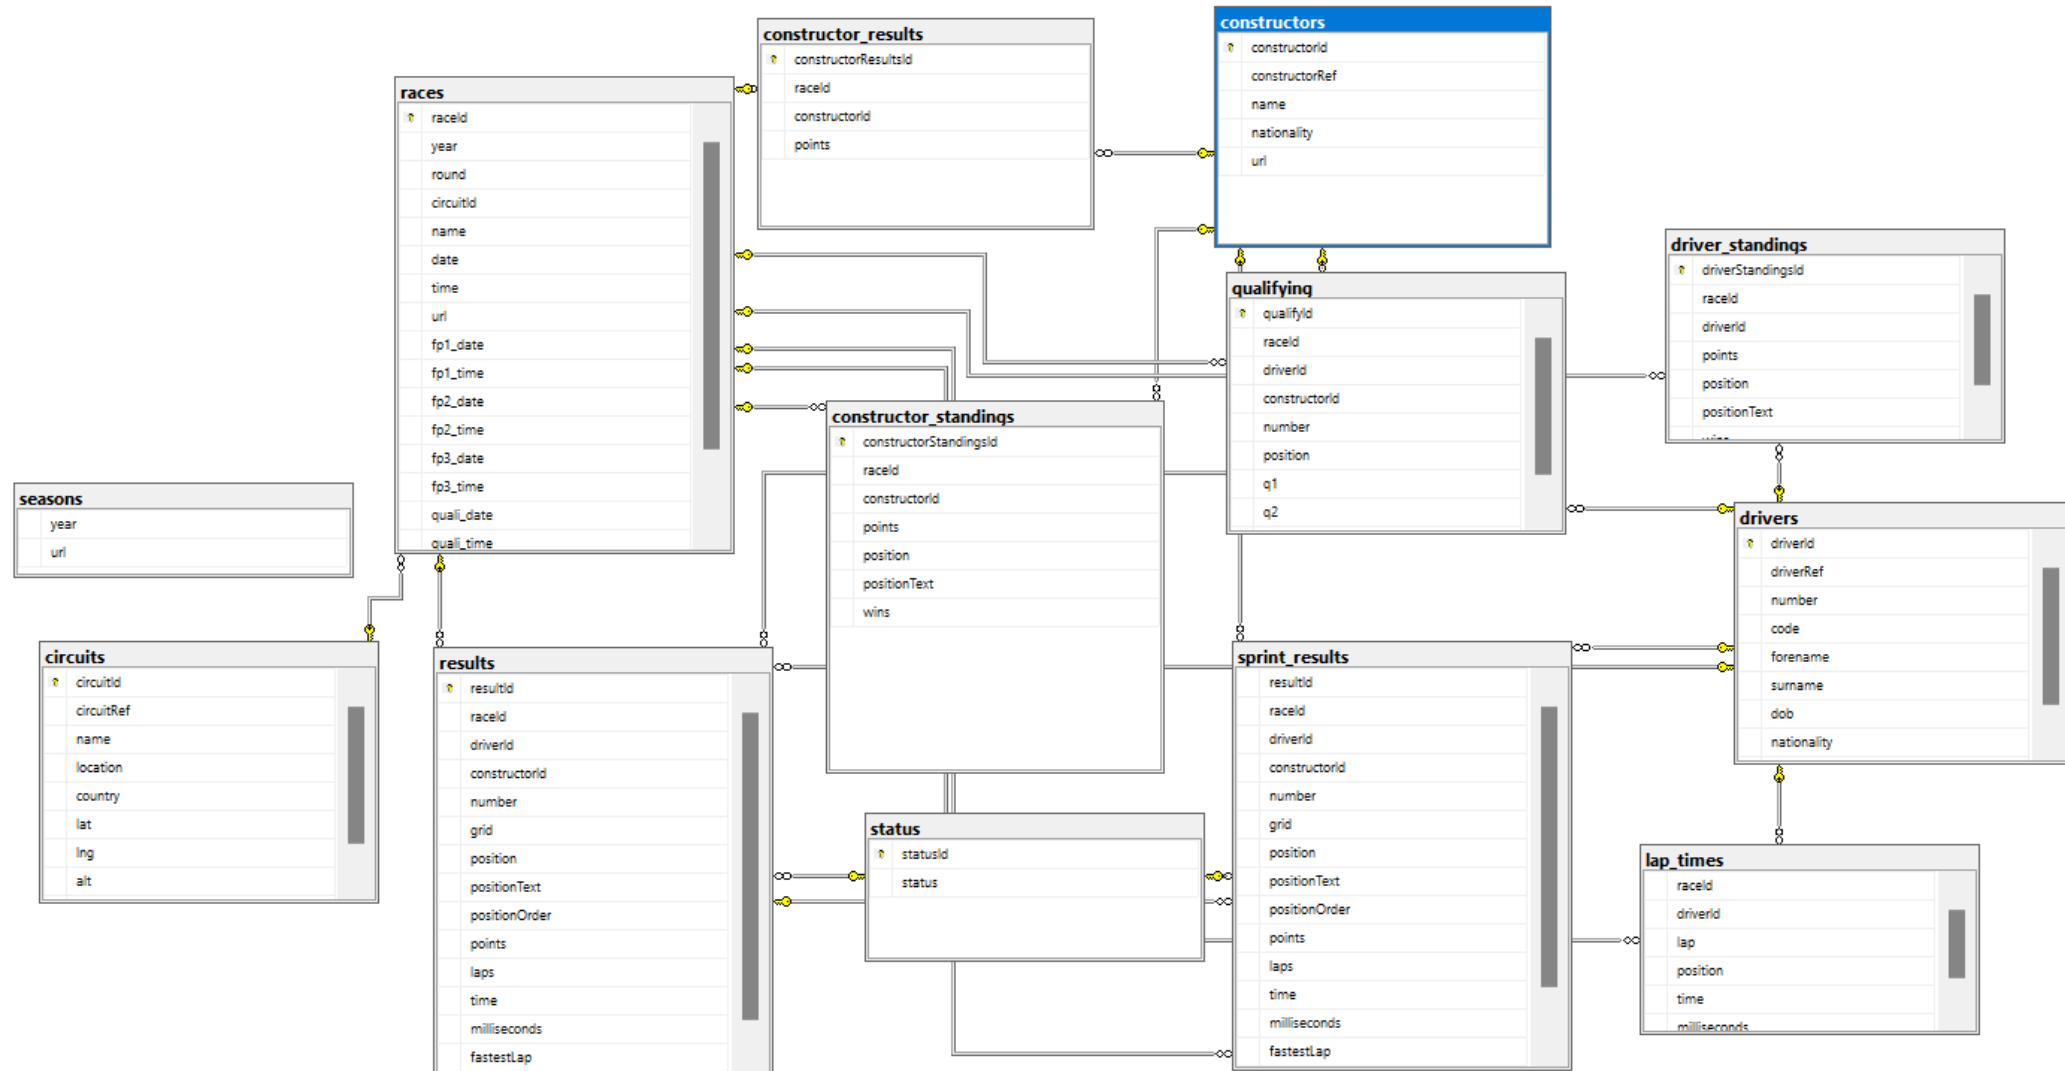 constructors
constructorId
constructorRef
name
nationality
url
constructor_results
constructorResultsId
raceId
constructorId
points
races
raceId
year
round
circuitId
name
date
time
url
fp1_date
fp1_time
fp2_date
fp2_time
fp3_date
fp3_time
quali_date
quali_time
driver_standings
driverStandingsId
raceId
driverId
points
position
positionText
wins
qualifying
qualifyId
raceId
driverId
constructorId
number
position
q1
q2
constructor_standings
constructorStandingsId
raceId
constructorId
points
position
positionText
wins
seasons
year
url
drivers
driverId
driverRef
number
code
forename
surname
dob
nationality
circuits
circuitId
circuitRef
name
location
country
lat
lng
alt
results
resultId
raceId
driverId
constructorId
number
grid
position
positionText
positionOrder
points
laps
time
milliseconds
fastestLap
sprint_results
resultId
raceId
driverId
constructorId
number
grid
position
positionText
positionOrder
points
laps
time
milliseconds
fastestLap
status
statusId
status
lap_times
raceId
driverId
lap
position
time
milliseconds